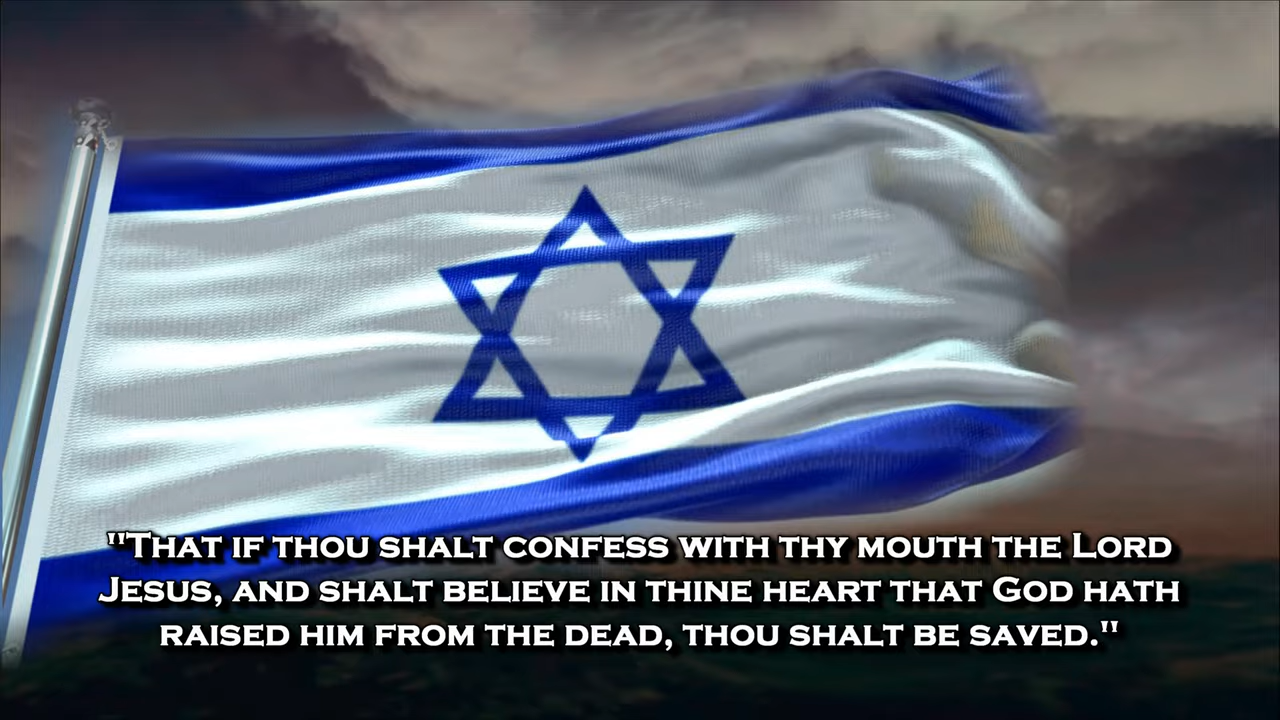 "That if thou shalt confess with thy mouth the Lord
Jesus, and shalt believe in thine heart that God hath
raised him from the dead, thou shalt be saved."